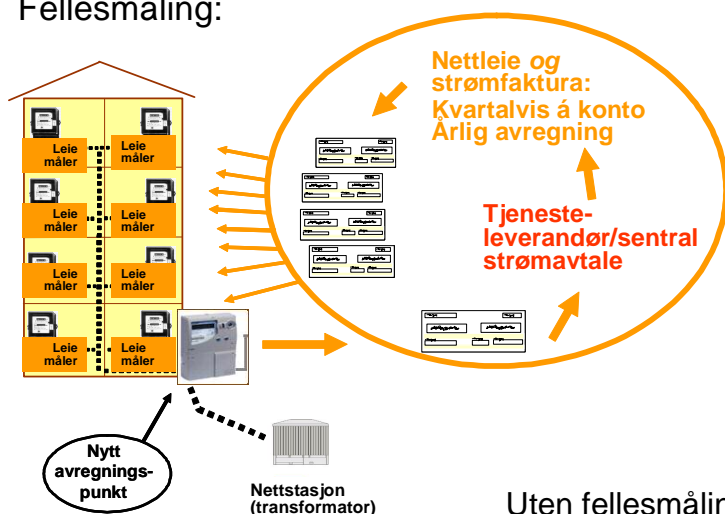 Fellesmåling:
Nettleie og
strømfaktura:
Kvartalvis á konto
Årlig avregning
Leie
måler
Leie
måler
Leie
måler
Leie
måler
Leie
måler
Leie
måler
Leie
måler
Leie
måler
Tjeneste-
leverandør/sentral
strømavtale
Nytt
avregnings-
punkt
Nettstasjon
(transformator)
Uten fellesmålin